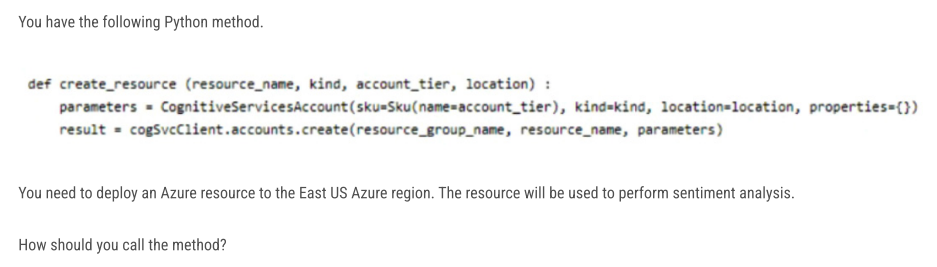 You have the following Python method.
def create_resource (resource_name, kind, account_tier, location) :
parameters = CognitiveServicesAccount(sku=Sku(name=account_tier), kind=kind, location=location, properties={})
result = cogSvcClient.accounts.create(resource_group_name, resource_name, parameters)
You need to deploy an Azure resource to the East US Azure region. The resource will be used to perform sentiment analysis.
How should you call the method?